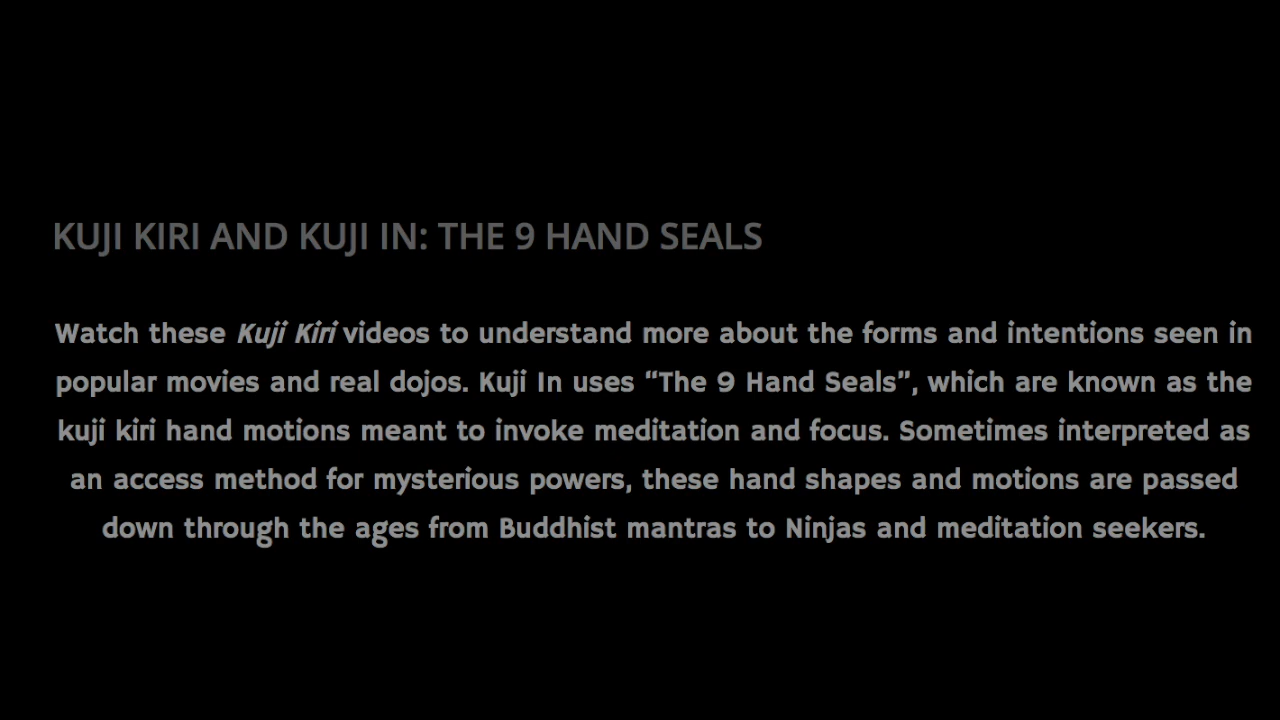 KUJI KIRI AND KUJI IN: THE 9 HAND SEALS
Watch these Kuji Kiri videos to understand more about the forms and intentions seen in
popular movies and real dojos. Kuji In uses “The 9 Hand Seals”, which are known as the
kuji kiri hand motions meant to invoke meditation and focus. Sometimes interpreted as
an access method for mysterious powers, these hand shapes and motions are passed
down through the ages from Buddhist mantras to Ninjas and meditation seekers.